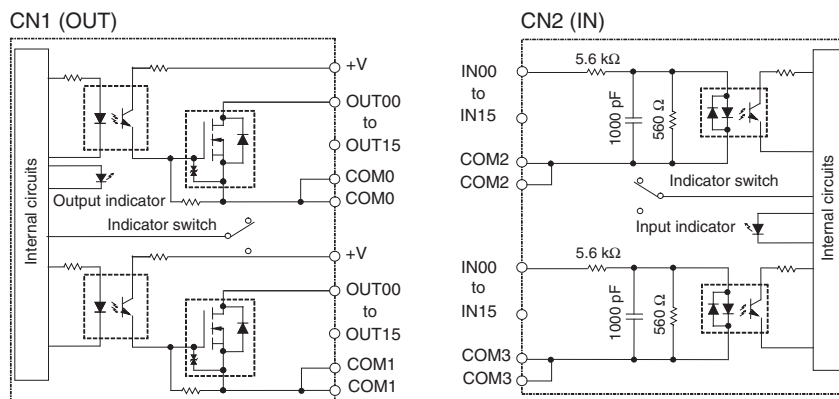 CN1 (OUT)
Internal circuits
+V
OUT00
to
OUT15
COM0
COM0
Output indicator
Indicator switch
+V
OUT00
to
OUT15
COM1
COM1
CN2 (IN)
IN00
to
IN15
COM2
COM2
5.6 kΩ
1000 pF
560 Ω
Indicator switch
Input indicator
Internal circuits
IN00
to
IN15
COM3
COM3
5.6 kΩ
1000 pF
560 Ω